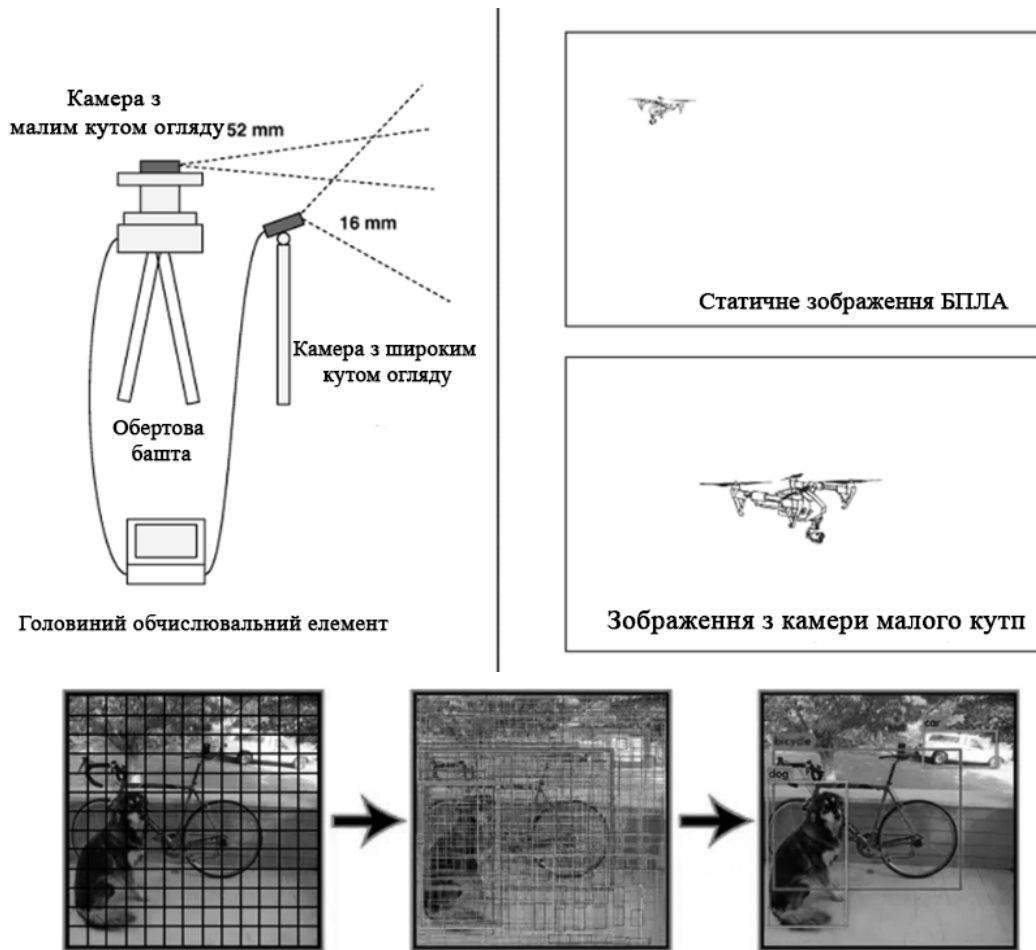 Камера з
малим кутом огляду
52 mm
16 mm
Камера з широким
кутом огляду
Обертова
башта
Головиний обчислювальний елемент
Статичне зображення БПЛА
Зображення з камери малого кутп
car
bicycle
dog